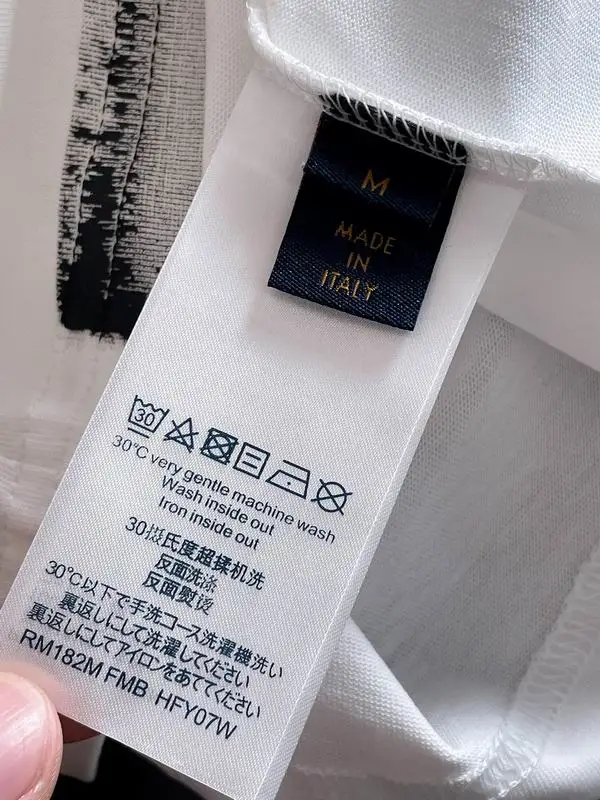 M
MADE
IN
ITALY
30
30°C very gentle machine wash
Wash inside out
Iron inside out
30摄氏度超揉机洗
反面洗涤
反面熨烫
30℃以下で手洗コース洗濯機洗い
裏返しにして洗濯してください
裏返しにしてアイロンをあててください
RM182M FMB HFY07W